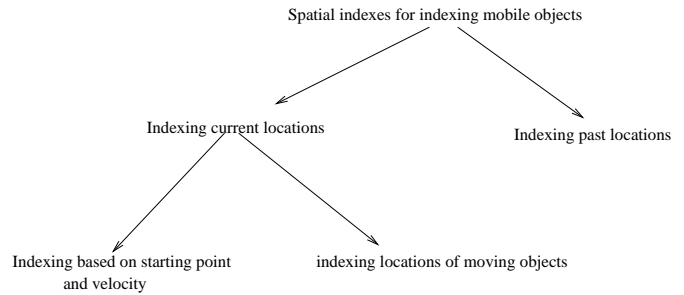 Spatial indexes for indexing mobile objects
Indexing current locations
Indexing past locations
Indexing based on starting point
and velocity
indexing locations of moving objects